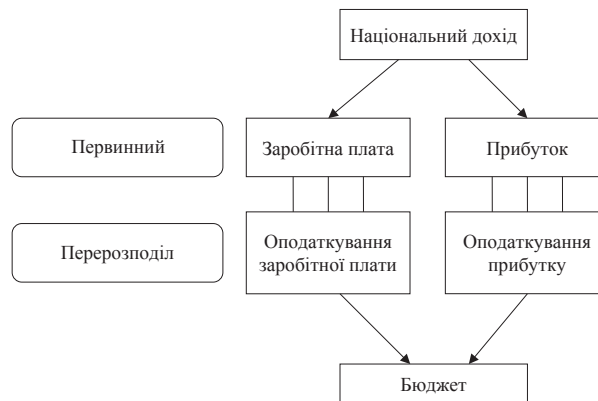 Національний дохід
Первинний
Заробітна плата
Прибуток
Перерозподіл
Оподаткування
заробітної плати
Оподаткування
прибутку
Бюджет